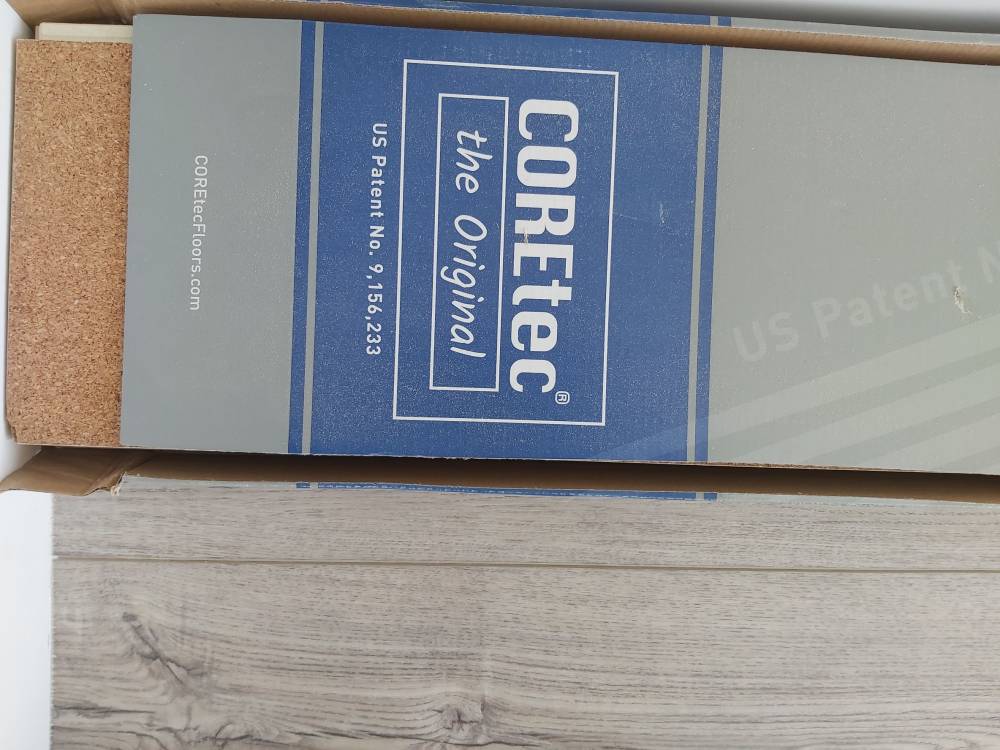 COREtec®
the Original
US Patent No. 9,156,233
COREtecFloors.com
US Patent N